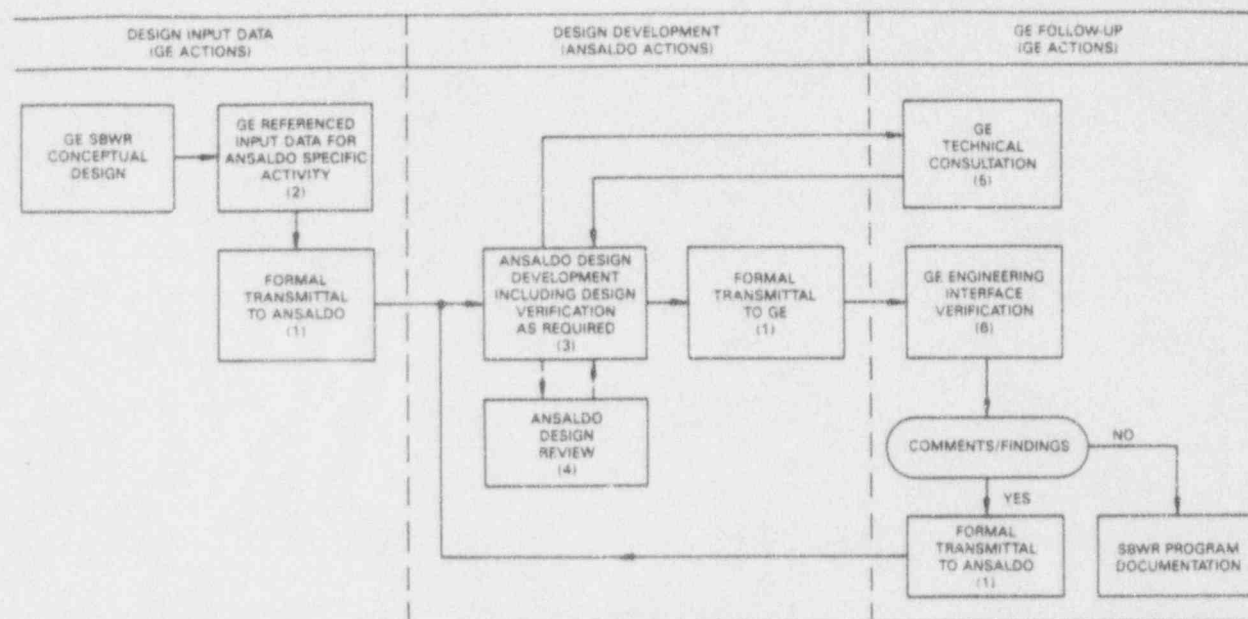 DESIGN INPUT DATA
(GE ACTIONS)
DESIGN DEVELOPMENT
(ANSALDO ACTIONS)
GE FOLLOW-UP
(GE ACTIONS)
GE SBWR
CONCEPTUAL
DESIGN
GE REFERENCED
INPUT DATA FOR
ANSALDO SPECIFIC
ACTIVITY
(2)
GE
TECHNICAL
CONSULTATION
(5)
FORMAL
TRANSMITTAL
TO ANSALDO
(1)
ANSALDO DESIGN
DEVELOPMENT
INCLUDING DESIGN
VERIFICATION
AS REQUIRED
(3)
FORMAL
TRANSMITTAL
TO GE
(1)
GE ENGINEERING
INTERFACE
VERIFICATION
(6)
ANSALDO
DESIGN
REVIEW
(4)
COMMENTS/FINDINGS
NO
YES
FORMAL
TRANSMITTAL
TO ANSALDO
(1)
SBWR PROGRAM
DOCUMENTATION